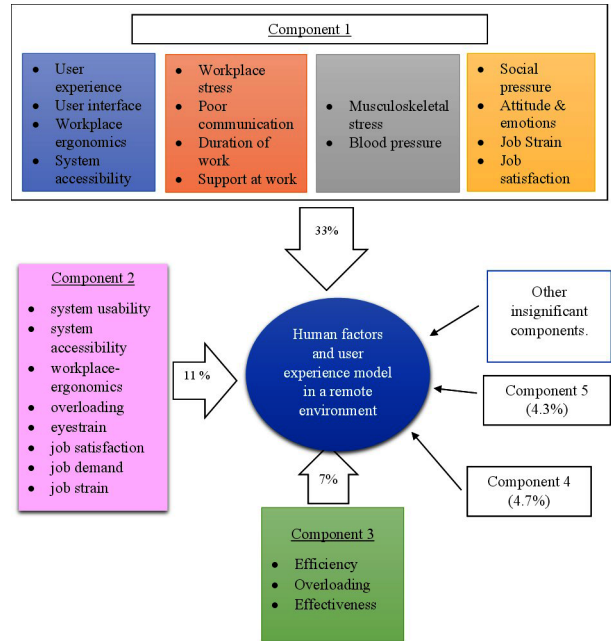 Component 1
• User
experience
• User interface
• Workplace
ergonomics
• System
accessibility
• Workplace
stress
• Poor
communication
• Duration of
work
• Support at work
• Musculoskeletal
stress
• Blood pressure
• Social
pressure
• Attitude &
emotions
• Job Strain
• Job
satisfaction
33%
Component 2
• system usability
• system
accessibility
• workplace-
ergonomics
• overloading
• eyestrain
• job satisfaction
• job demand
• job strain
11 %
Human factors
and user
experience model
in a remote
environment
Other
insignificant
components.
Component 5
(4.3%)
Component 4
(4.7%)
7%
Component 3
• Efficiency
• Overloading
• Effectiveness